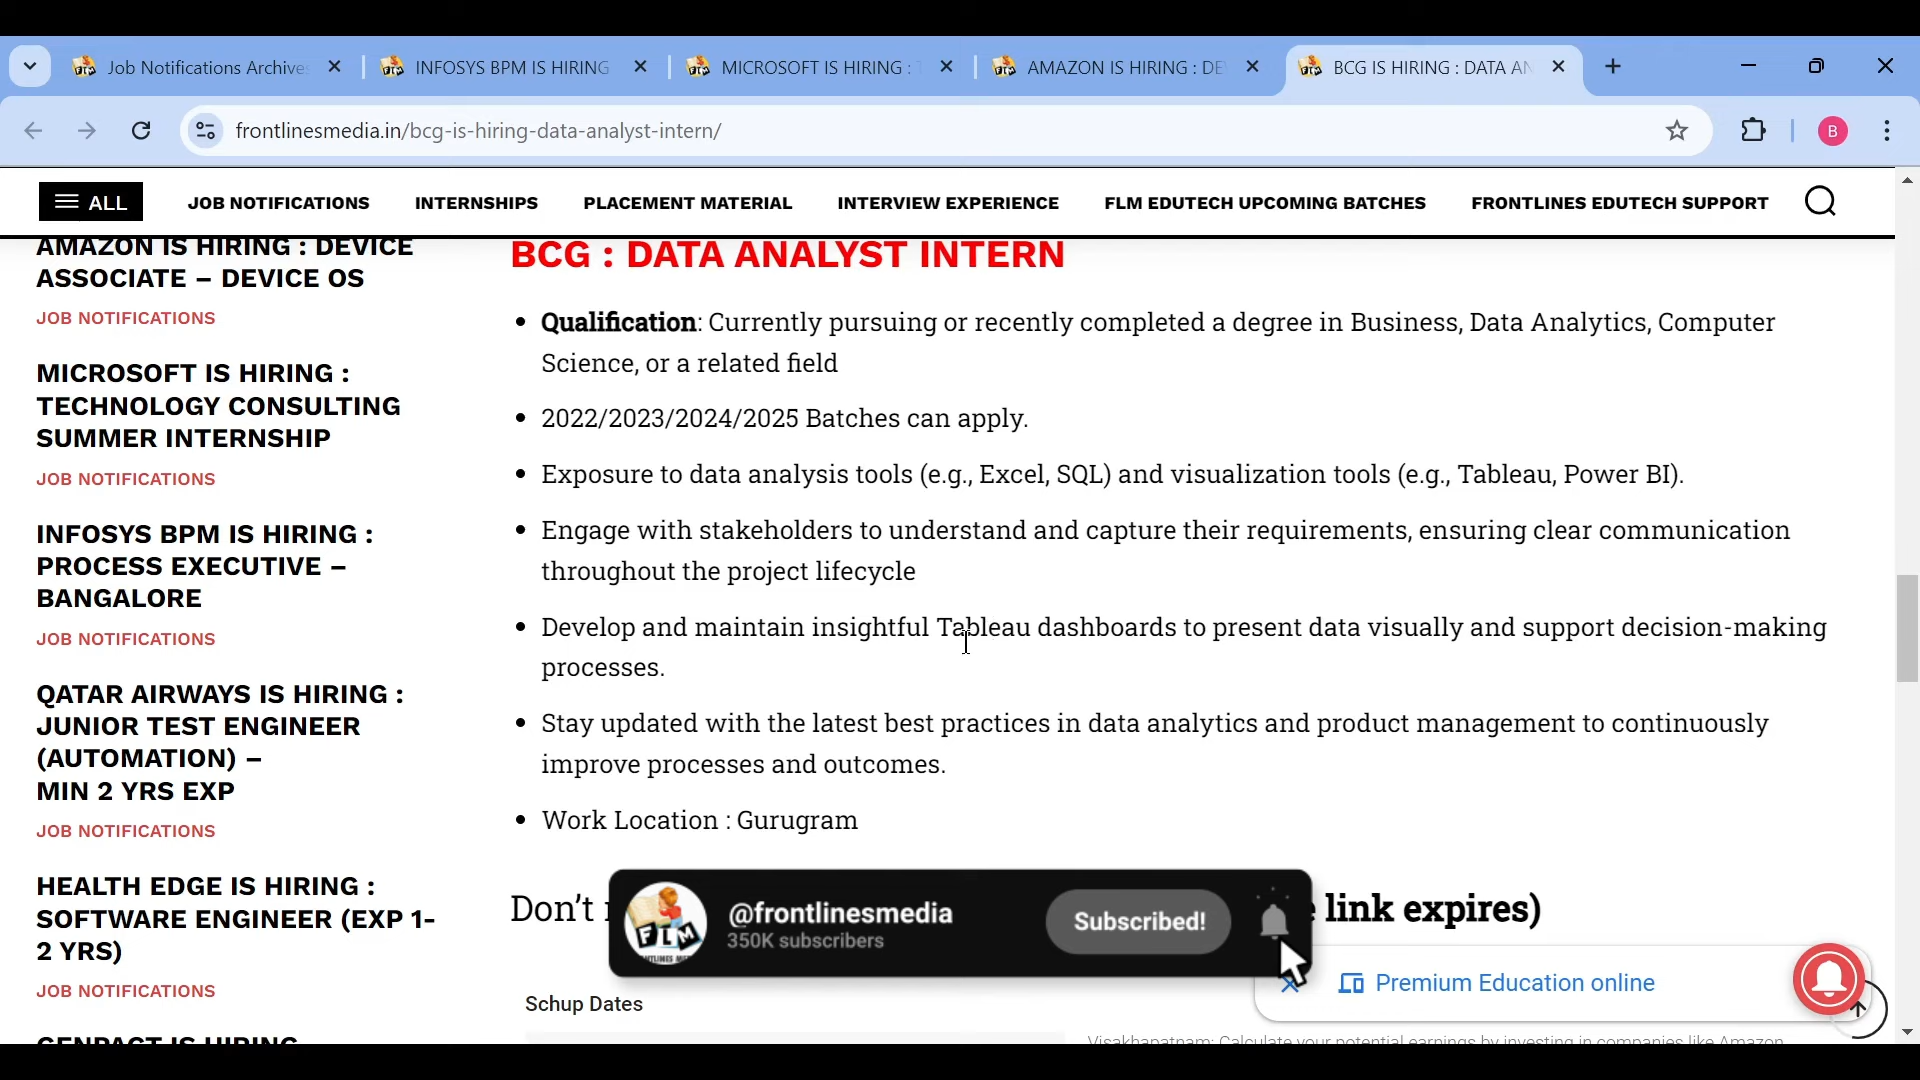 Job Notifications Archives
INFOSYS BPM IS HIRING
MICROSOFT IS HIRING : T
AMAZON IS HIRING : DE
BCG IS HIRING : DATA AN
frontlinesmedia.in/bcg-is-hiring-data-analyst-intern/
B
ALL
JOB NOTIFICATIONS
INTERNSHIPS
PLACEMENT MATERIAL
INTERVIEW EXPERIENCE
FLM EDUTECH UPCOMING BATCHES
FRONTLINES EDUTECH SUPPORT
AMAZON IS HIRING : DEVICE
ASSOCIATE – DEVICE OS
JOB NOTIFICATIONS
MICROSOFT IS HIRING :
TECHNOLOGY CONSULTING
SUMMER INTERNSHIP
JOB NOTIFICATIONS
INFOSYS BPM IS HIRING :
PROCESS EXECUTIVE –
BANGALORE
JOB NOTIFICATIONS
QATAR AIRWAYS IS HIRING :
JUNIOR TEST ENGINEER
(AUTOMATION) –
MIN 2 YRS EXP
JOB NOTIFICATIONS
HEALTH EDGE IS HIRING :
SOFTWARE ENGINEER (EXP 1-
2 YRS)
JOB NOTIFICATIONS
GENPACT IS HIRING
BCG : DATA ANALYST INTERN
• Qualification: Currently pursuing or recently completed a degree in Business, Data Analytics, Computer
Science, or a related field
• 2022/2023/2024/2025 Batches can apply.
• Exposure to data analysis tools (e.g., Excel, SQL) and visualization tools (e.g., Tableau, Power BI).
• Engage with stakeholders to understand and capture their requirements, ensuring clear communication
throughout the project lifecycle
• Develop and maintain insightful Tableau dashboards to present data visually and support decision-making
processes.
• Stay updated with the latest best practices in data analytics and product management to continuously
improve processes and outcomes.
• Work Location : Gurugram
Don't
link expires)
FLM
@frontlinesmedia
350K subscribers
Subscribed!
Schup Dates
Premium Education online
Visakhapatnam: Calculate your potential earnings by investing in companies like Amazon